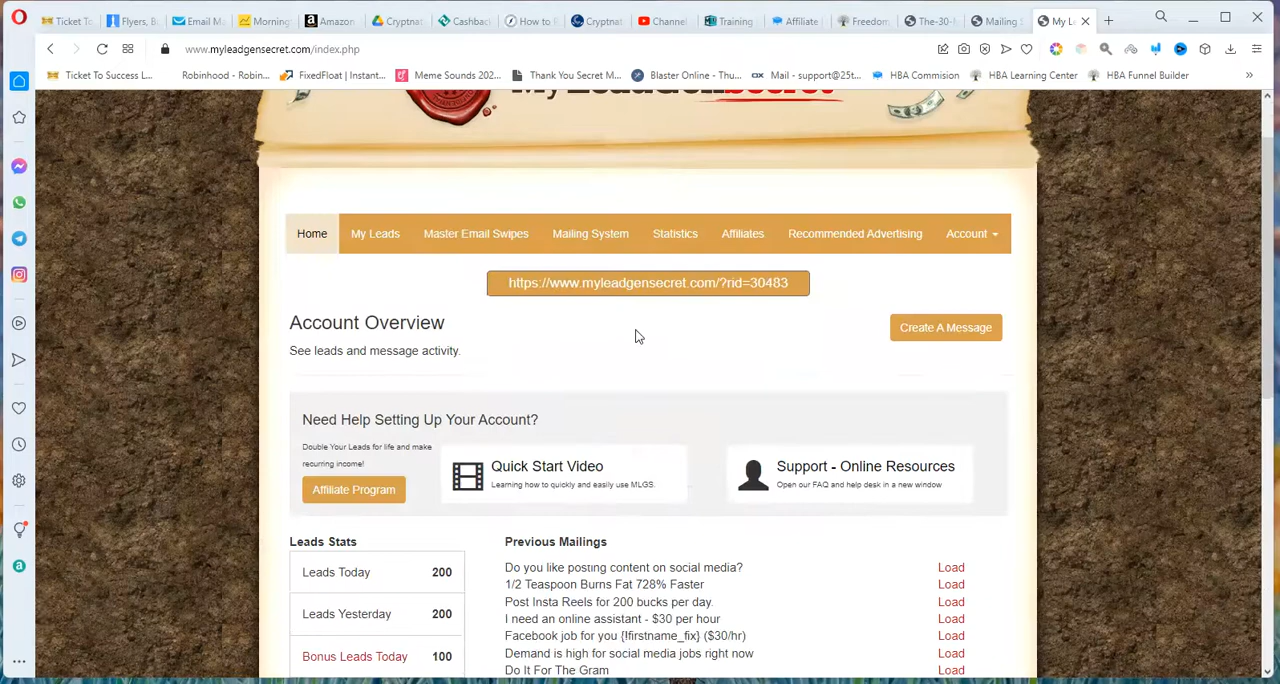 Ticket To
Flyers, B
Email Ma
Morning
Amazon
Cryptnat
Cashback
How to B
Cryptnat
Channel
Training
Affiliate
Freedom
The-30-
Mailing
My L
www.myleadgensecret.com/index.php
Ticket To Success L...
Robinhood - Robin...
FixedFloat | Instant...
Meme Sounds 202...
Thank You Secret M...
Blaster Online - Thu...
Mail - support@25t...
HBA Commision
HBA Learning Center
HBA Funnel Builder
MyLeadGenSecret
Home
My Leads
Master Email Swipes
Mailing System
Statistics
Affiliates
Recommended Advertising
Account
https://www.myleadgensecret.com/?rid=30483
Account Overview
Create A Message
See leads and message activity.
Need Help Setting Up Your Account?
Double Your Leads for life and make
recurring income!
Affiliate Program
Quick Start Video
Learning how to quickly and easily use MLGS.
Support - Online Resources
Open our FAQ and help desk in a new window
Leads Stats
Leads Today 200
Leads Yesterday 200
Bonus Leads Today 100
Previous Mailings
Do you like posting content on social media? Load
1/2 Teaspoon Burns Fat 728% Faster Load
Post Insta Reels for 200 bucks per day. Load
I need an online assistant - $30 per hour Load
Facebook job for you {!firstname_fix} ($30/hr) Load
Demand is high for social media jobs right now Load
Do It For The Gram Load